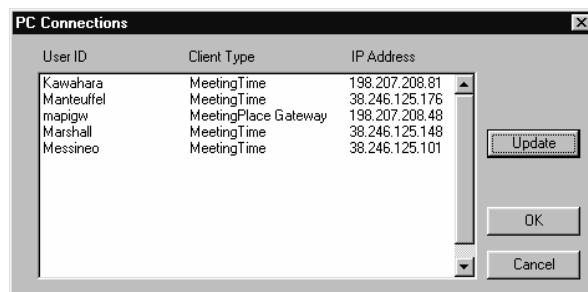 PC Connections
User ID Client Type IP Address
Kawahara MeetingTime 198.207.208.81
Manteuffel MeetingTime 38.246.125.176
mapigw MeetingPlace Gateway 198.207.208.48
Marshall MeetingTime 38.246.125.148
Messineo MeetingTime 38.246.125.101
Update
OK
Cancel